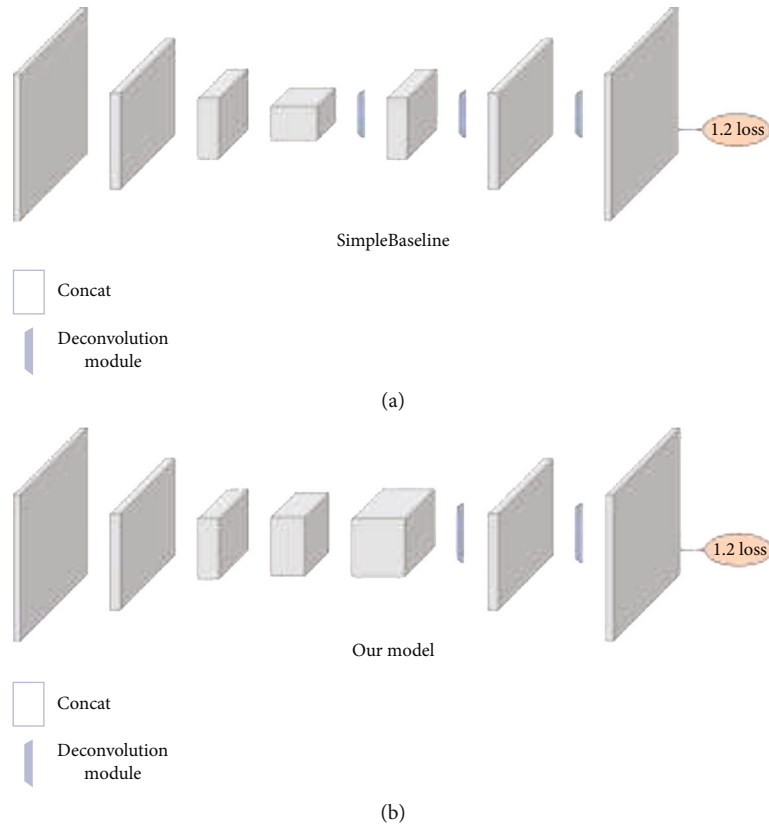 1.2 loss
SimpleBaseline
Concat
Deconvolution
module
(a)
1.2 loss
Our model
Concat
Deconvolution
module
(b)